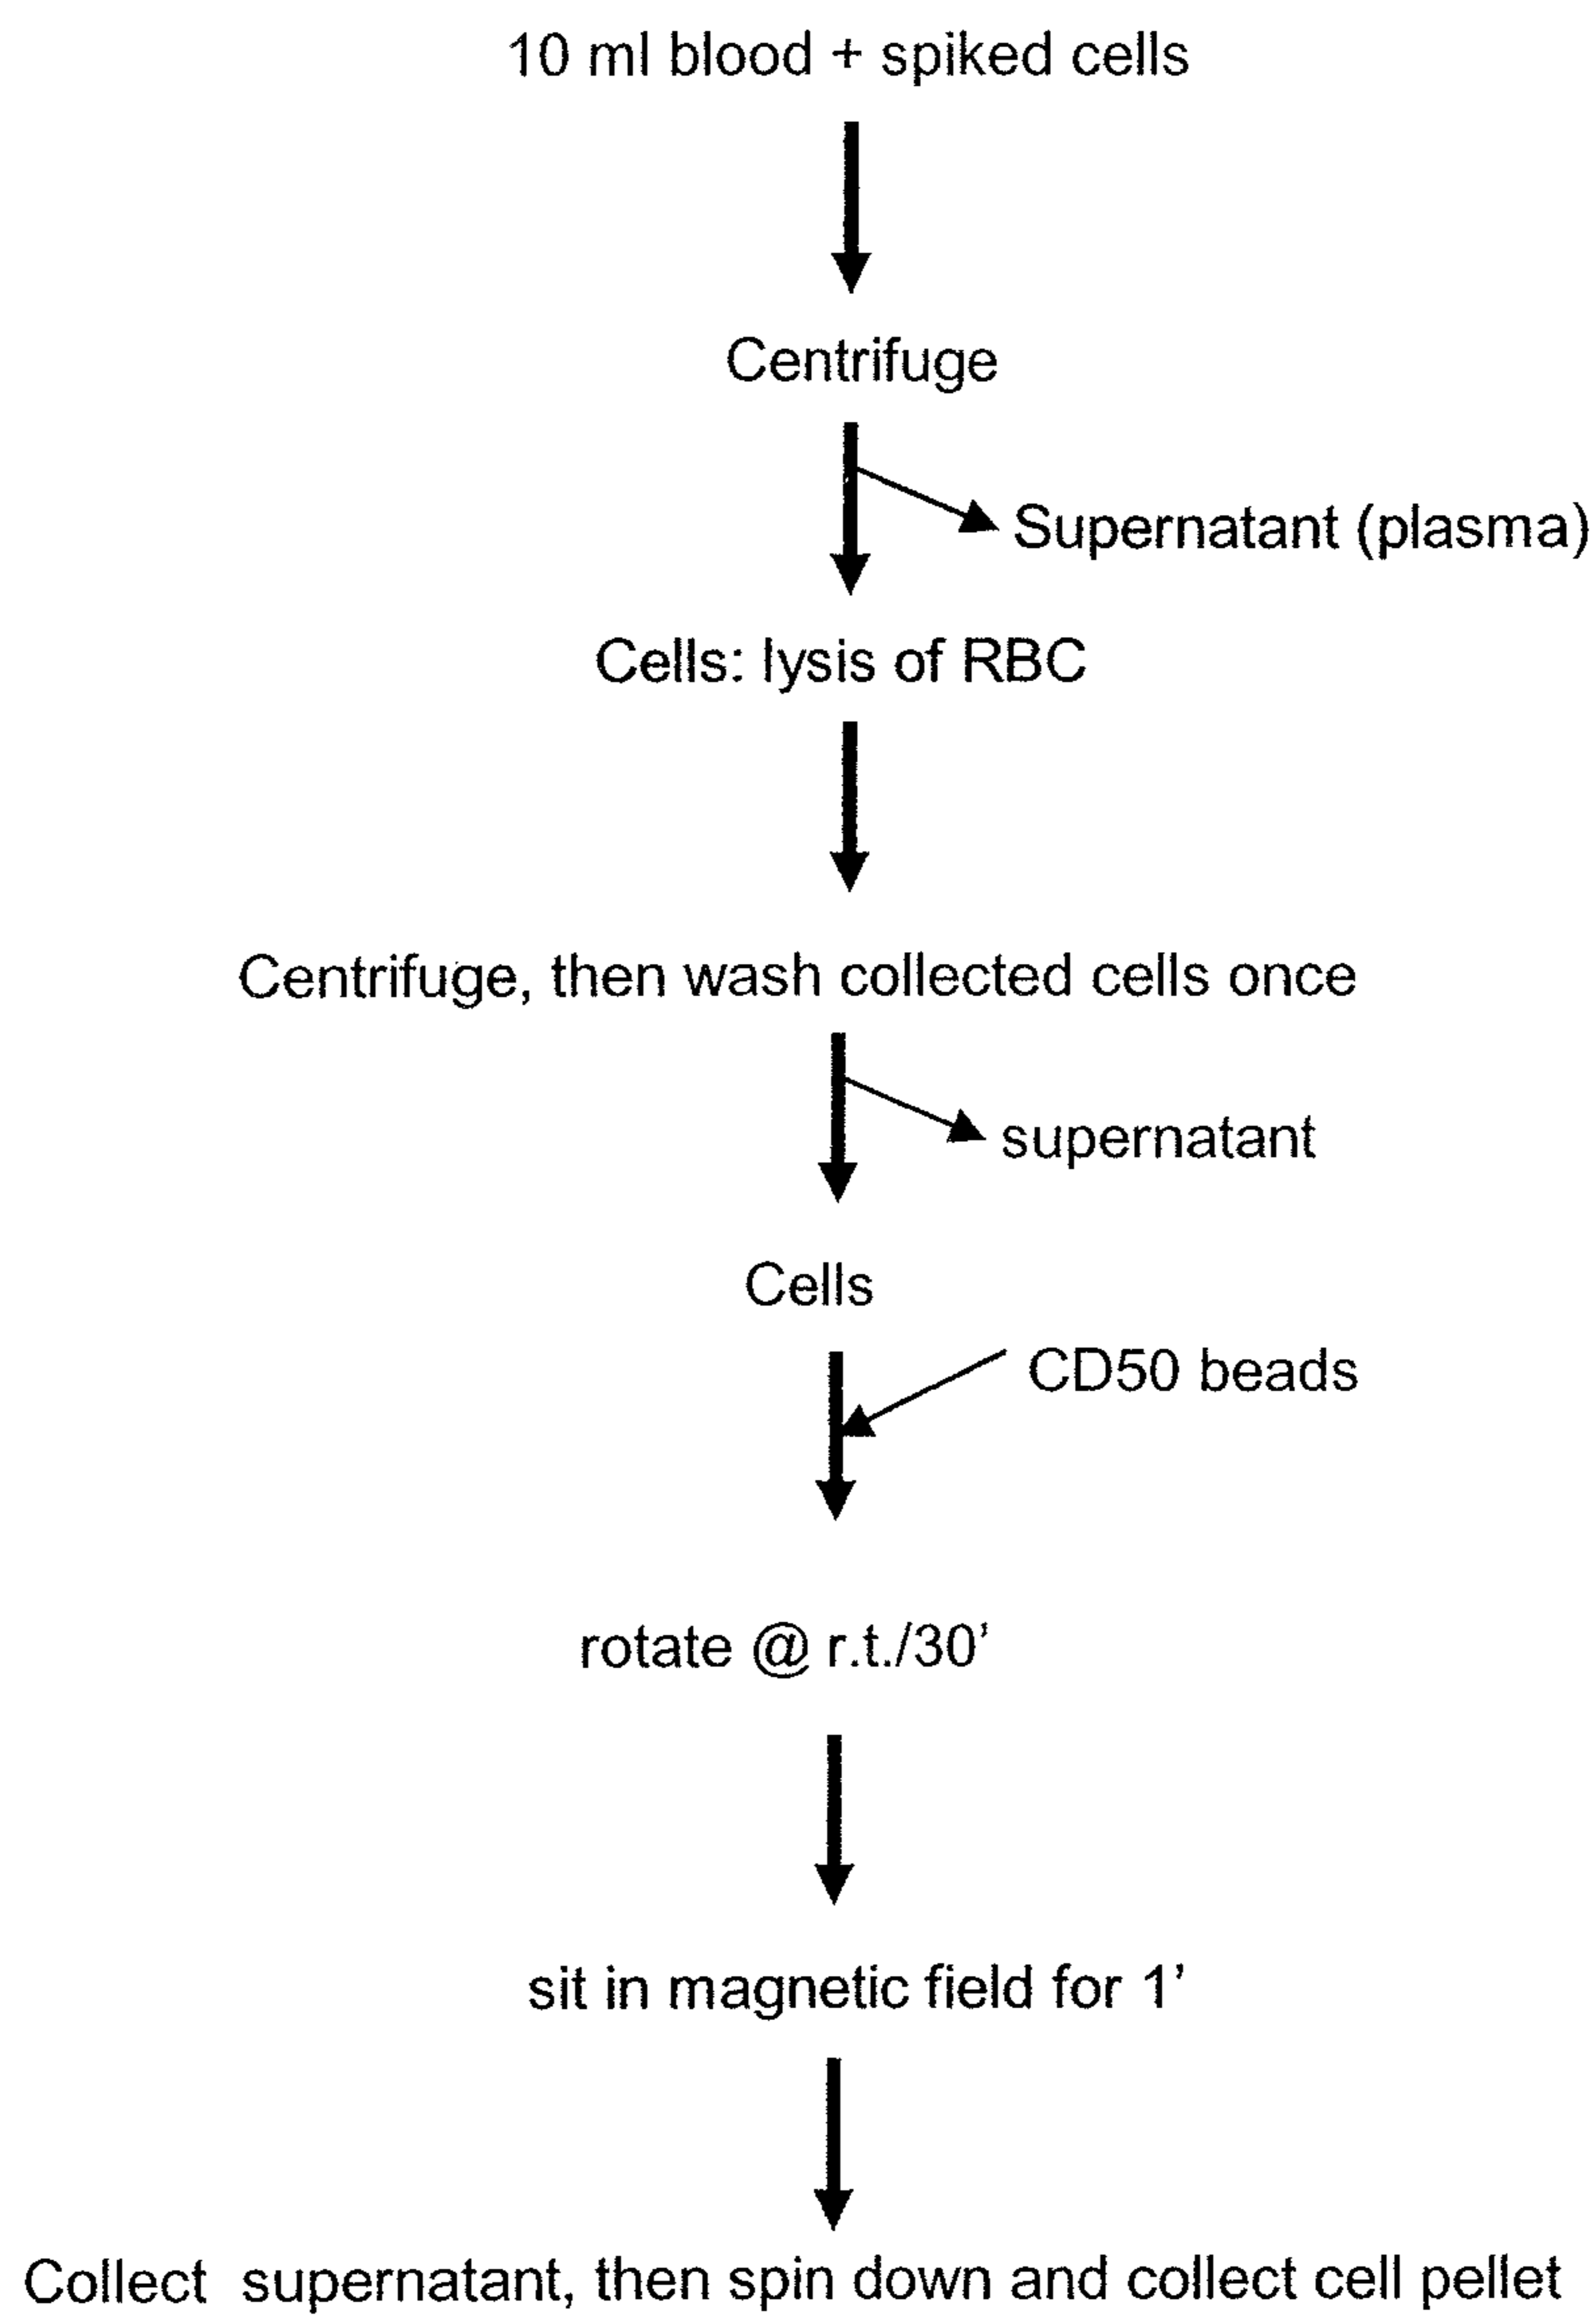 10 ml blood + spiked cells
Centrifuge
Supernatant (plasma)
Cells: lysis of RBC
Centrifuge, then wash collected cells once
supernatant
Cells
CD50 beads
rotate @ r.t./30’
sit in magnetic field for 1’
Collect supernatant, then spin down and collect cell pellet